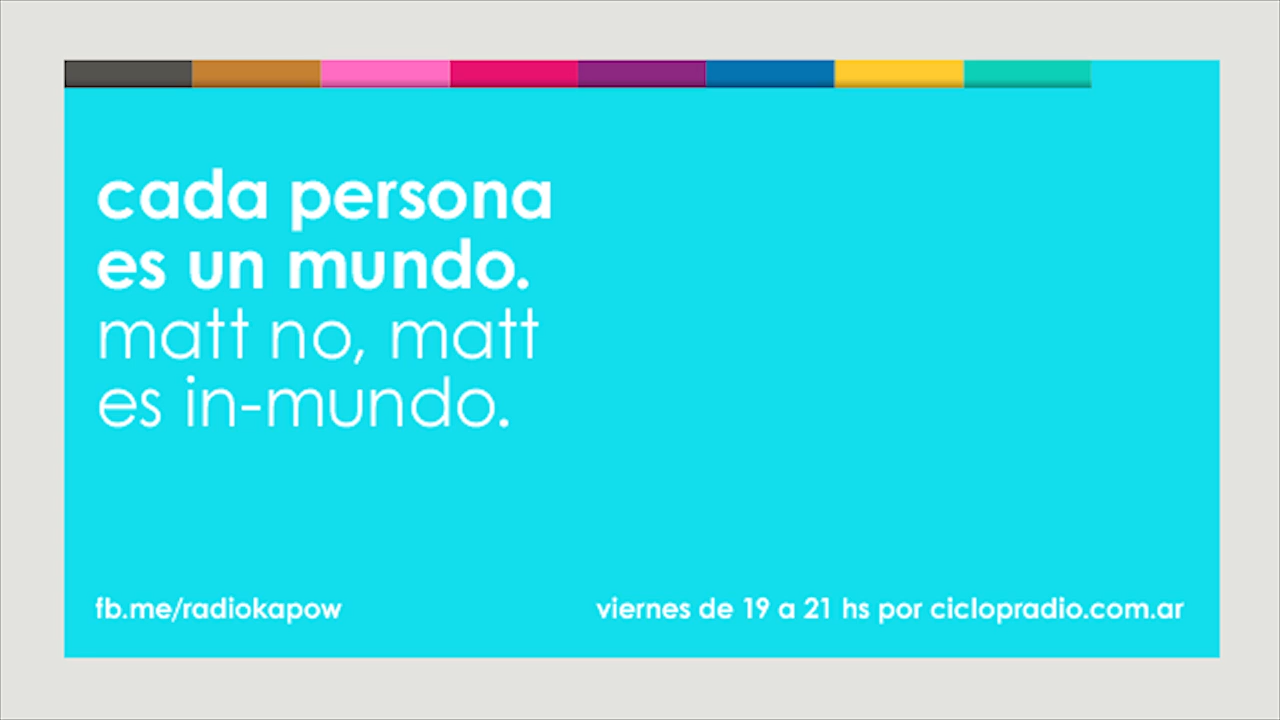 cada persona
es un mundo.
matt no, matt
es in-mundo.
fb.me/radiokapow
viernes de 19 a 21 hs por ciclopradio.com.ar